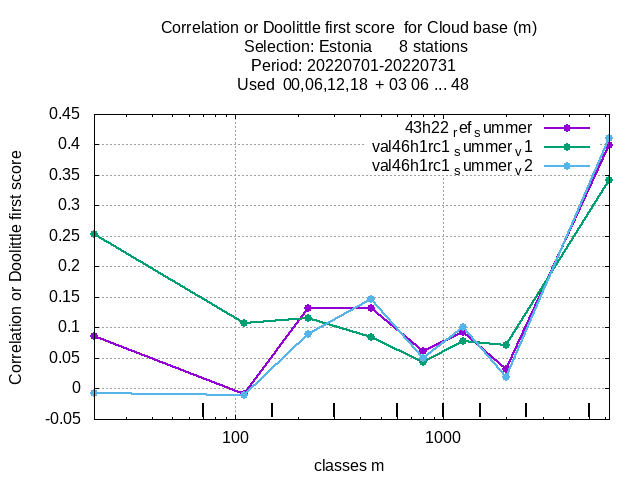 Correlation or Doolittle first score  for Cloud base (m)
Selection: Estonia      8 stations
Period: 20220701-20220731
Used  00,06,12,18  + 03 06 ... 48
Correlation or Doolittle first score
0.45
0.4
0.35
0.3
0.25
0.2
0.15
0.1
0.05
0
-0.05
43h22 ref summer
val46h1rc1 summer v1
val46h1rc1 summer v2
100
1000
classes m